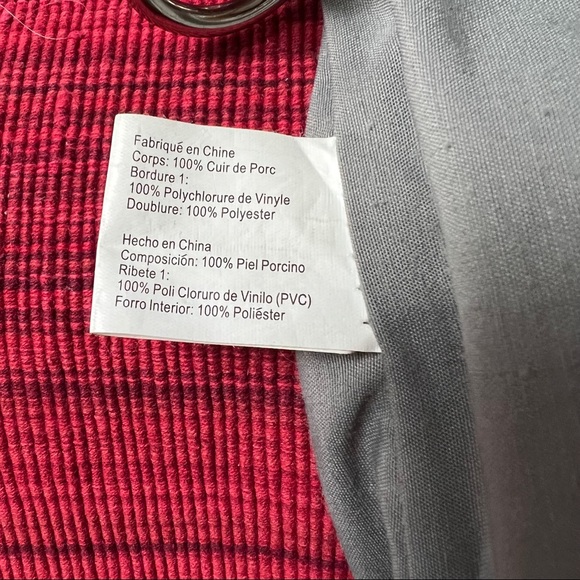 Fabriqué en Chine
Corps: 100% Cuir de Porc
Bordure 1:
100% Polychlorure de Vinyle
Doublure: 100% Polyester
Hecho en China
Composición: 100% Piel Porcino
Ribete 1:
100% Poli Cloruro de Vinilo (PVC)
Forro Interior: 100% Poliéster